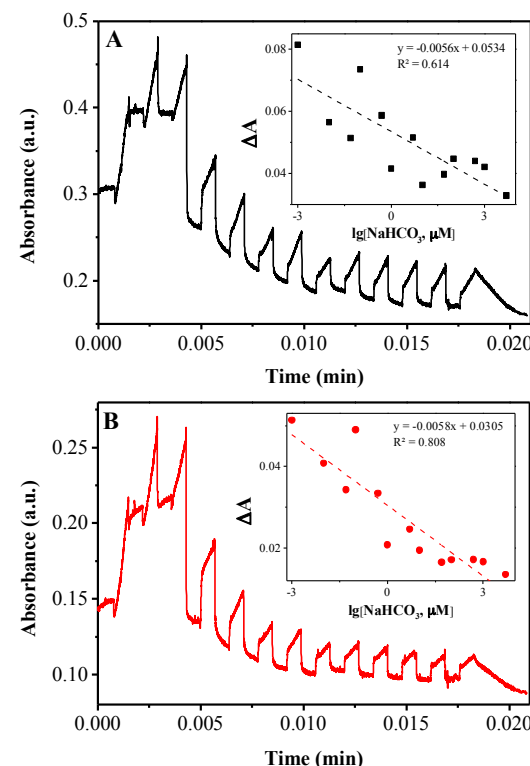 A
0.5
0.4
0.3
0.2
Absorbance (a.u.)
0.000 0.005 0.010 0.015 0.020
Time (min)
y = -0.0056x + 0.0534
R² = 0.614
0.08
0.06
0.04
ΔA
-3 0 3
lg[NaHCO₃, μM]
B
0.25
0.20
0.15
0.10
Absorbance (a.u.)
0.000 0.005 0.010 0.015 0.020
Time (min)
y = -0.0058x + 0.0305
R² = 0.808
0.04
0.02
ΔA
-3 0 3
lg[NaHCO₃, μM]